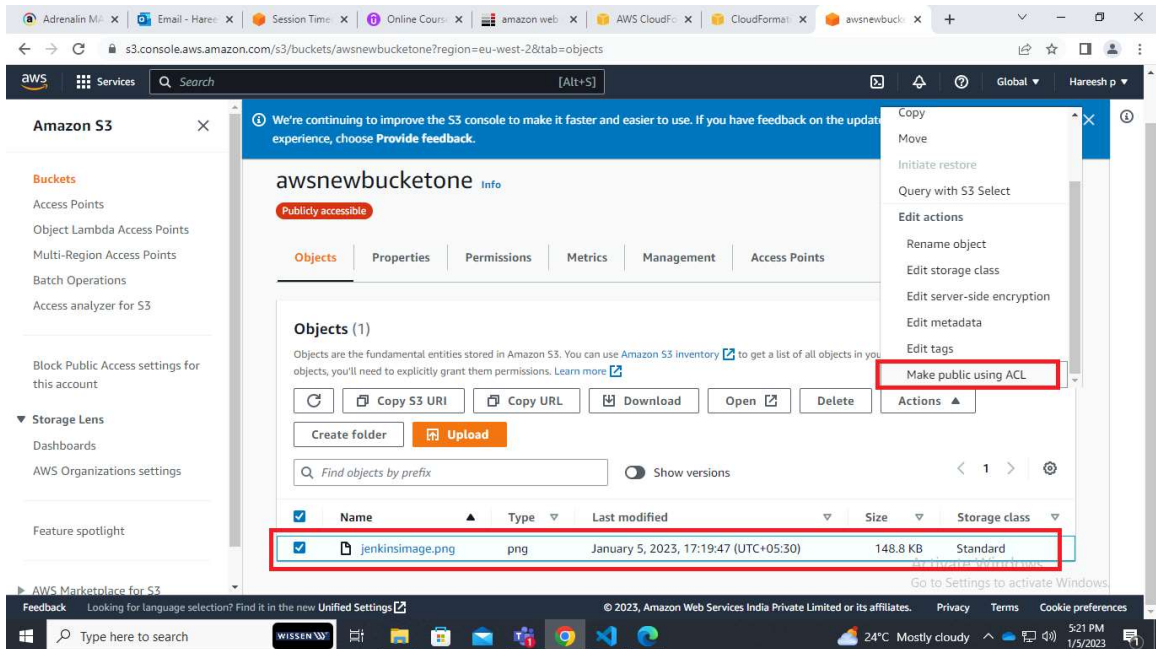 Adrenalin MA
Email - Haree
Session Time
Online Cours
amazon web
AWS CloudFo
CloudFormat
awsnewbuck
s3.console.aws.amazon.com/s3/buckets/awsnewbucketone?region=eu-west-2&tab=objects
aws Services Search [Alt+S] Global Hareesh p
Amazon S3
Buckets
Access Points
Object Lambda Access Points
Multi-Region Access Points
Batch Operations
Access analyzer for S3
Block Public Access settings for
this account
Storage Lens
Dashboards
AWS Organizations settings
Feature spotlight
AWS Marketplace for S3
We're continuing to improve the S3 console to make it faster and easier to use. If you have feedback on the updat
experience, choose Provide feedback.
awsnewbucketone Info
Publicly accessible
Objects Properties Permissions Metrics Management Access Points
Copy
Move
Initiate restore
Query with S3 Select
Edit actions
Rename object
Edit storage class
Edit server-side encryption
Edit metadata
Edit tags
Make public using ACL
Objects (1)
Objects are the fundamental entities stored in Amazon S3. You can use Amazon S3 inventory to get a list of all objects in you
objects, you'll need to explicitly grant them permissions. Learn more
Copy S3 URI Copy URL Download Open Delete Actions
Create folder Upload
Find objects by prefix Show versions 1
Name Type Last modified Size Storage class
jenkinsimage.png png January 5, 2023, 17:19:47 (UTC+05:30) 148.8 KB Standard
Activate Windows
Go to Settings to activate Windows.
Feedback Looking for language selection? Find it in the new Unified Settings © 2023, Amazon Web Services India Private Limited or its affiliates. Privacy Terms Cookie preferences
Type here to search WISSEN 24°C Mostly cloudy 5:21 PM
1/5/2023